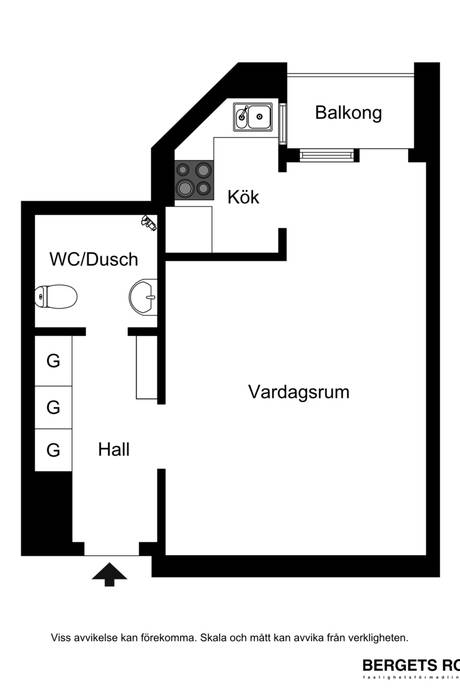 Balkong
Kök
WC/Dusch
G
Vardagsrum
G
G
Hall
Viss avvikelse kan förekomma. Skala och mått kan avvika från verkligheten.
BERGETS RO
fastighetsförmedlin